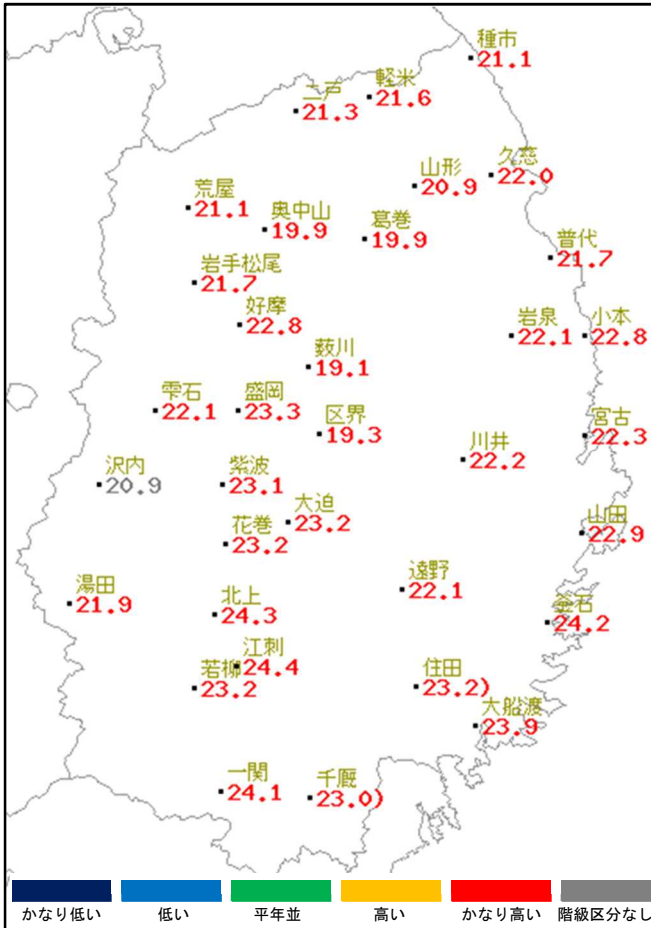 種市
21.1
軽米
21.6
二戸
21.3
久慈
22.0
山形
20.9
荒屋
21.1
奥中山
19.9
葛巻
19.9
普代
21.7
岩手松尾
21.7
好摩
22.8
岩泉
22.1
小本
22.8
薮川
19.1
雫石
22.1
盛岡
23.3
区界
19.3
宮古
22.3
川井
22.2
沢内
20.9
紫波
23.1
大迫
23.2
花巻
23.2
山田
22.9
遠野
22.1
湯田
21.9
北上
24.3
釜石
24.2
江刺
24.4
若柳
23.2
住田
23.2)
大船渡
23.9
一関
24.1
千厩
23.0)
かなり低い
低い
平年並
高い
かなり高い
階級区分なし